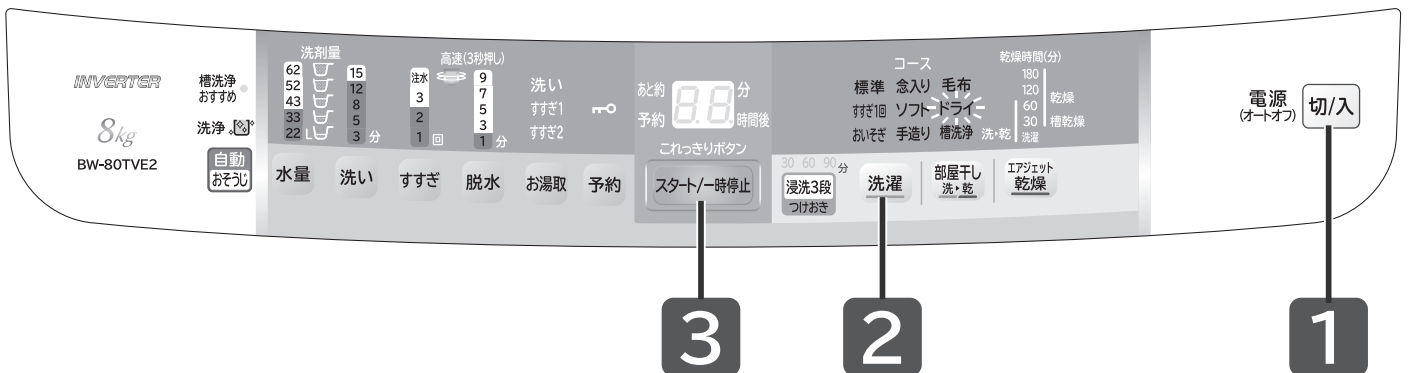 INVERTER
8kg
BW-80TVE2
槽洗浄
おすすめ
洗浄
自動
おそうじ
洗剤量
62
52
43
33
22 L
15
12
8
5
3 分
高速(3秒押し)
注水
3
2
1 回
9
7
5
3
1 分
洗い
すすぎ1
すすぎ2
水量 洗い すすぎ 脱水 お湯取 予約
あと約 88 分
予約 時間後
これっきりボタン
スタート/一時停止
コース
標準 念入り 毛布
すすぎ1回 ソフト ドライ
おいそぎ 手造り 槽洗浄
乾燥時間(分)
180
120
60
30
乾燥
槽乾燥
洗•乾 洗濯
30 60 90 分
浸洗3段
つけおき
洗濯
部屋干し
洗•乾
エアジェット
乾燥
電源
(オートオフ)
切/入
3 2 1